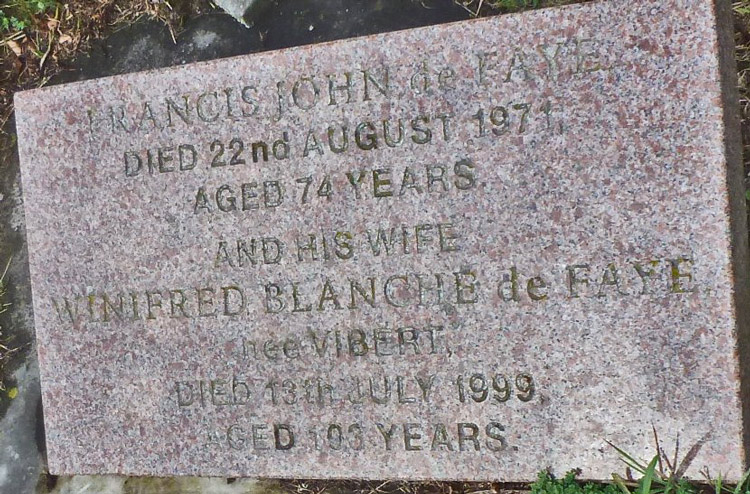 FRANCIS JOHN de FAYE.
DIED 22nd AUGUST 1971,
AGED 74 YEARS.
AND HIS WIFE
WINIFRED BLANCHE de FAYE
nee VIBERT,
DIED 13th JULY 1999,
AGED 103 YEARS.